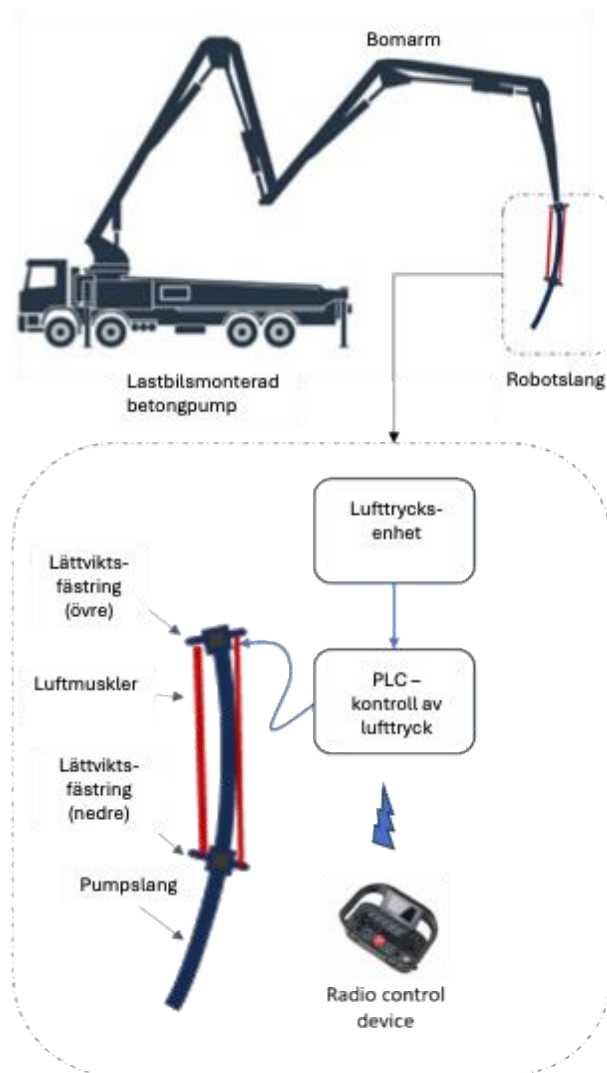 Bomarm
Lastbilsmonterad
betongpump
Robotslang
Lufttrycks-
enhet
Lättvikts-
fästring
(övre)
Luftmuskler
PLC –
kontroll av
lufttryck
Lättvikts-
fästring
(nedre)
Pumpslang
Radio control
device